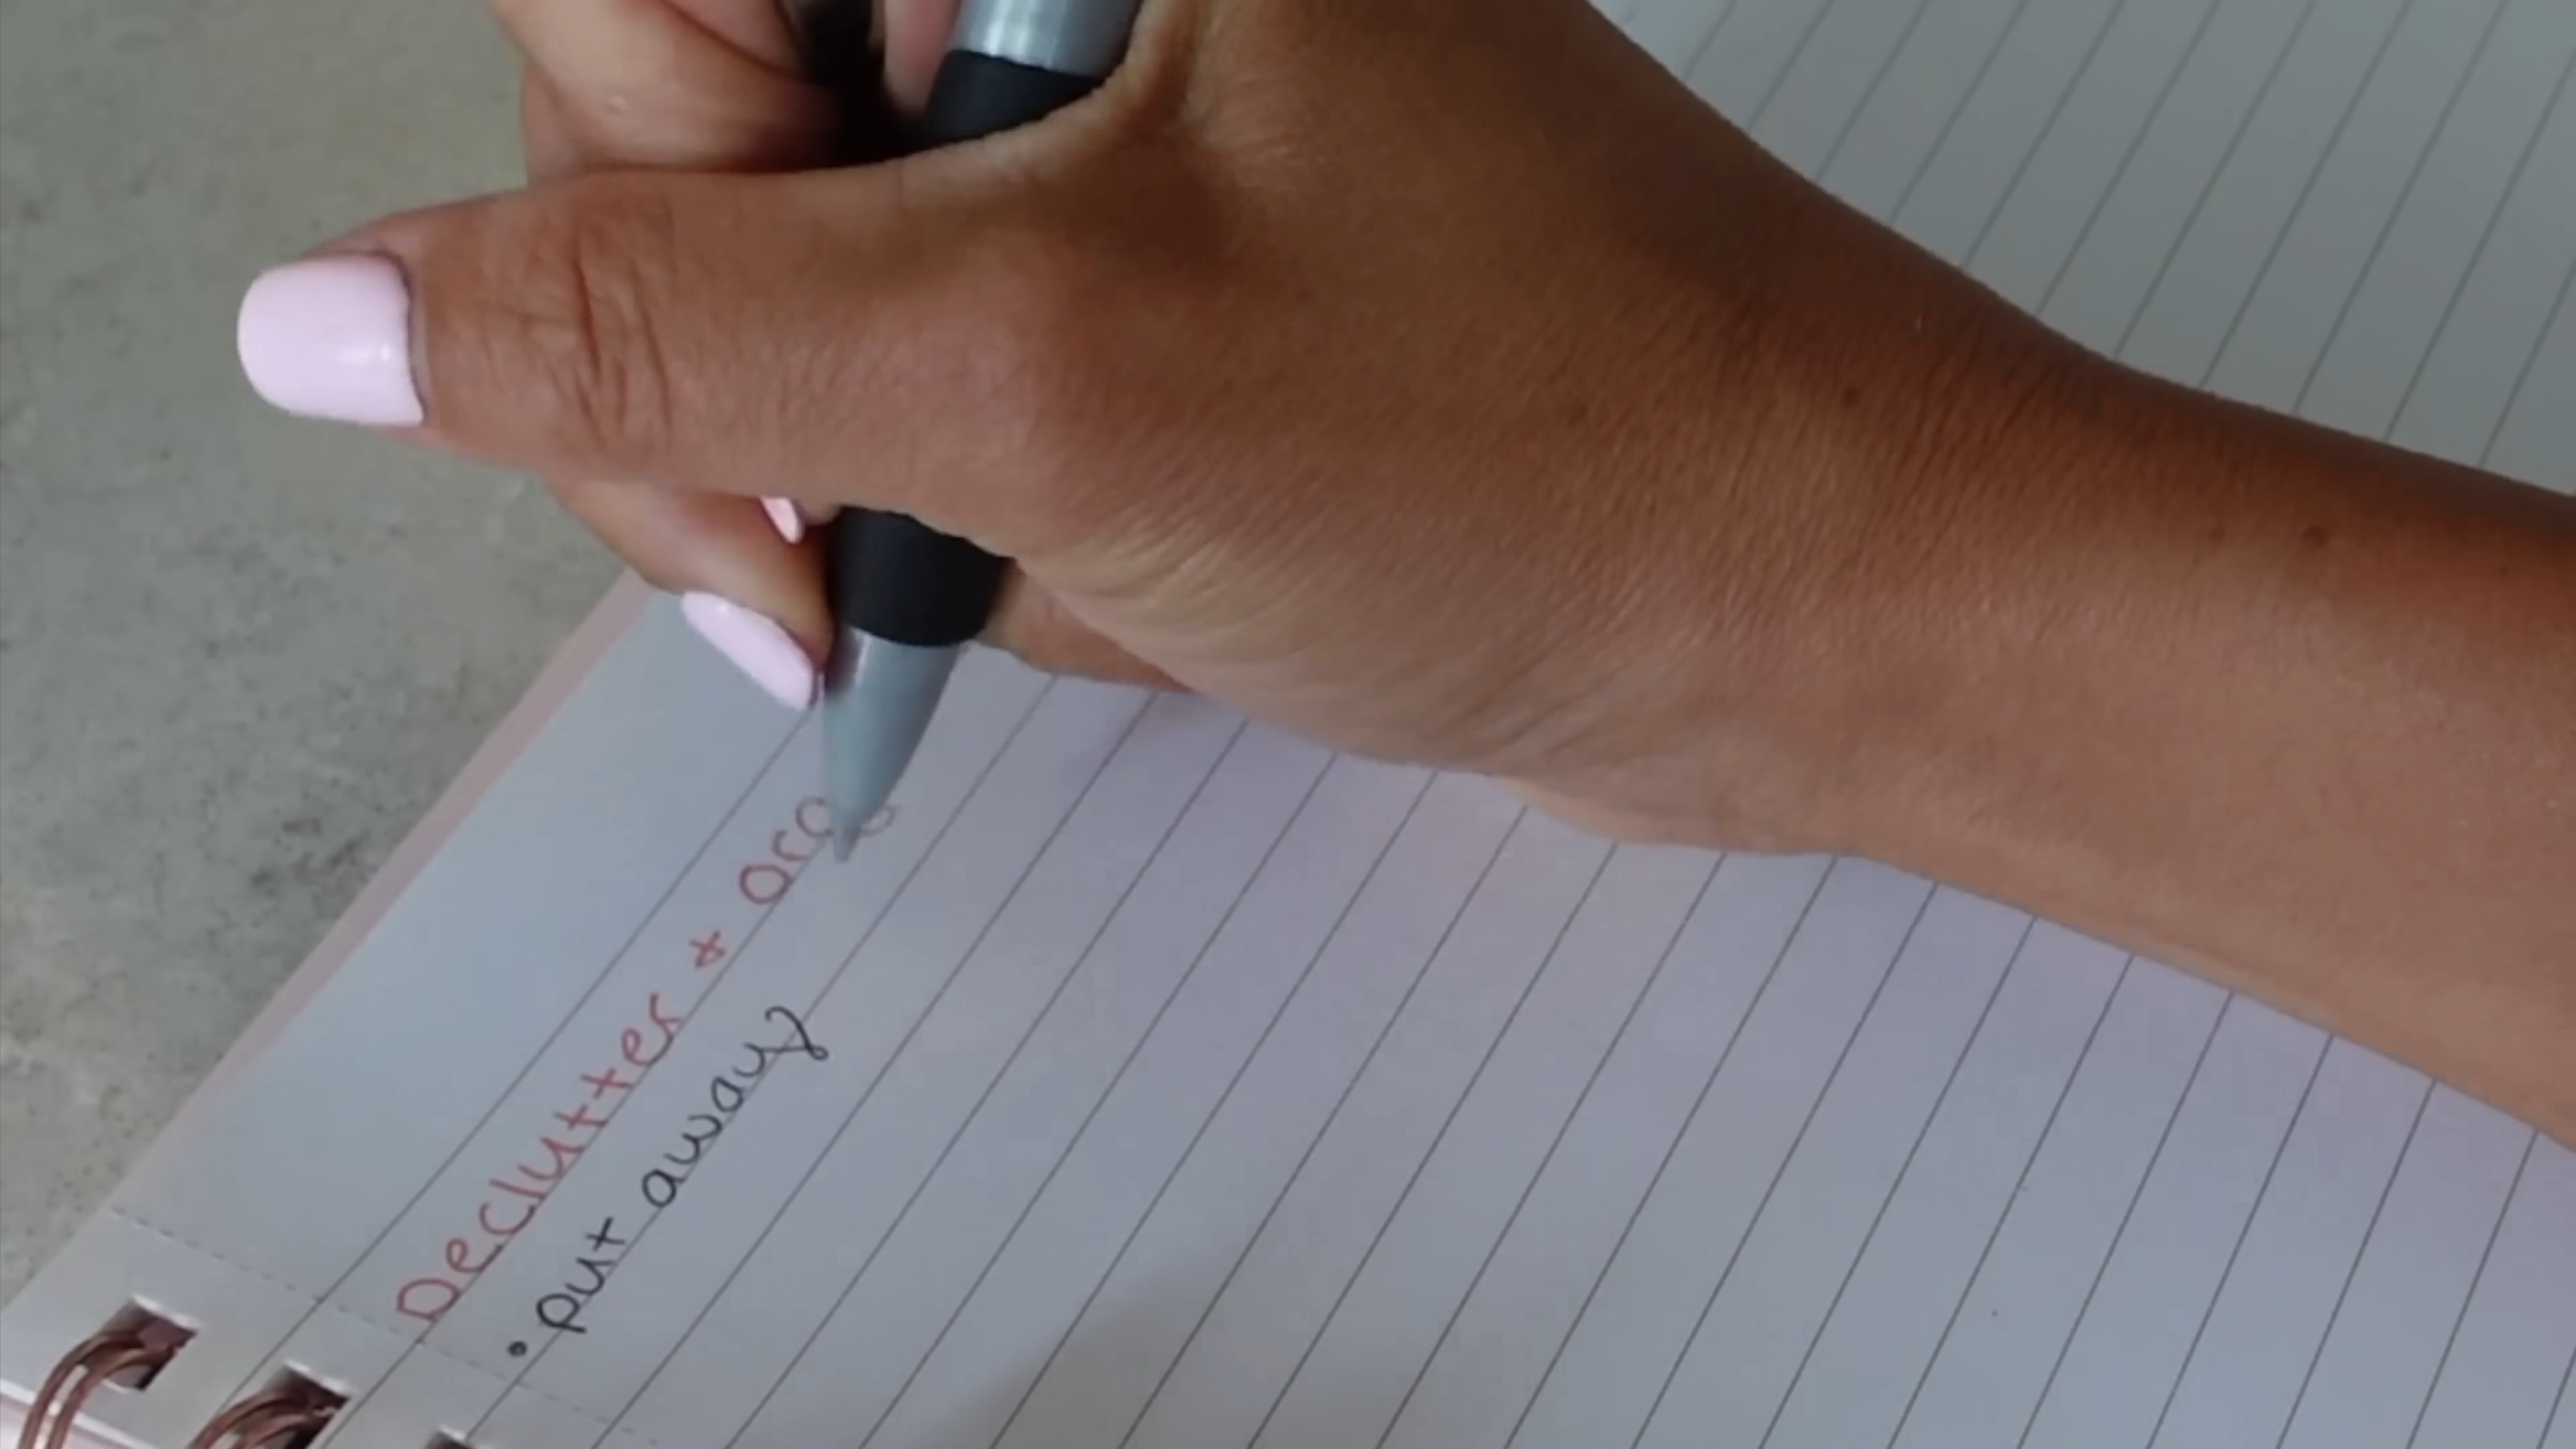 Declutter + Org
• put away